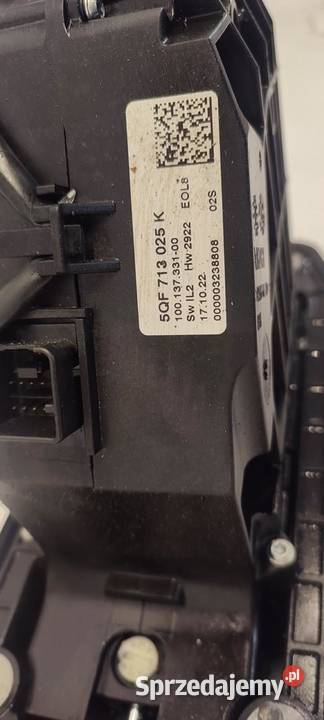 5QF 713 025 K
100.137.331-00
Sw IL2 Hw 2922 EOL8
17.10.22 02S
000003238808
Sprzedajemy.pl